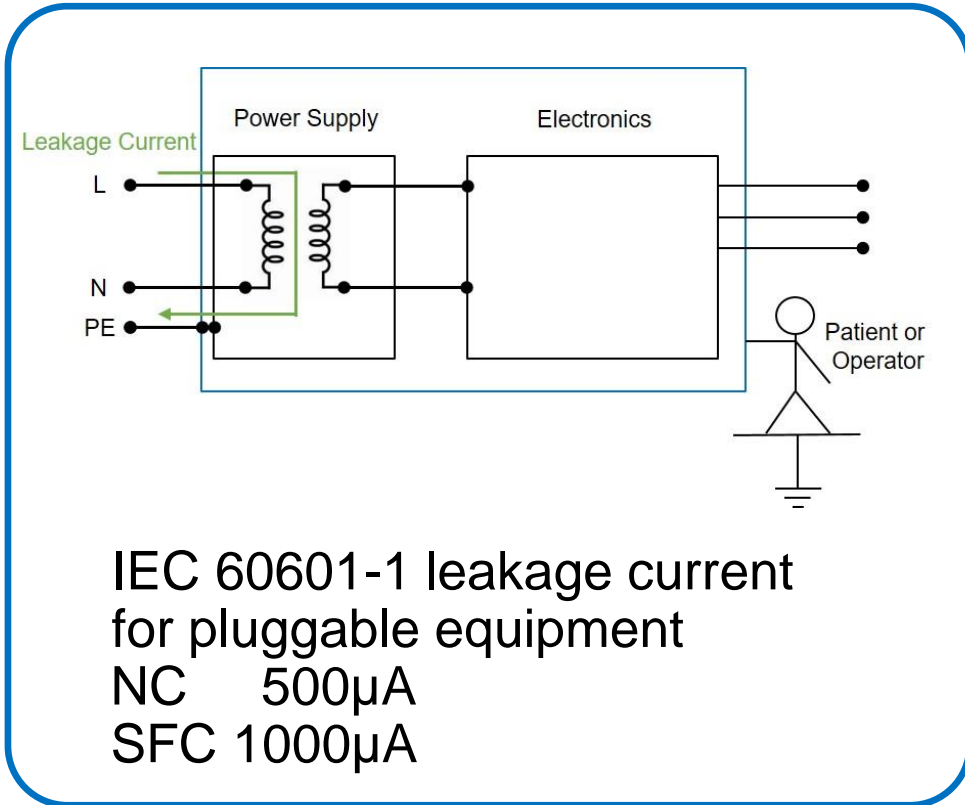 Power Supply
Electronics
Leakage Current
L
N
PE
Patient or
Operator
IEC 60601-1 leakage current
for pluggable equipment
NC 500µA
SFC 1000µA